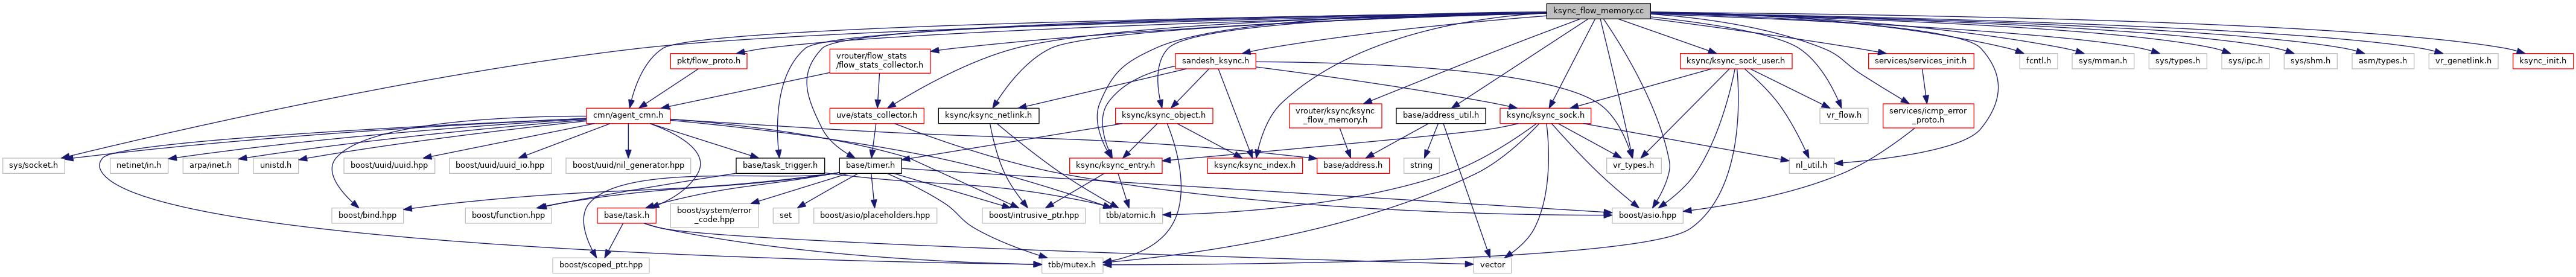 ksync_flow_memory.cc
pkt/flow_proto.h
vrouter/flow_stats
/flow_stats_collector.h
sandesh_ksync.h
ksync/ksync_sock_user.h
services/services_init.h
fcntl.h
sys/mman.h
sys/types.h
sys/ipc.h
sys/shm.h
asm/types.h
vr_genetlink.h
ksync_init.h
cmn/agent_cmn.h
uve/stats_collector.h
ksync/ksync_netlink.h
ksync/ksync_object.h
vrouter/ksync/ksync
_flow_memory.h
base/address_util.h
ksync/ksync_sock.h
vr_flow.h
services/icmp_error
_proto.h
sys/socket.h
netinet/in.h
arpa/inet.h
unistd.h
boost/uuid/uuid.hpp
boost/uuid/uuid_io.hpp
boost/uuid/nil_generator.hpp
base/task_trigger.h
base/timer.h
ksync/ksync_entry.h
ksync/ksync_index.h
base/address.h
string
vr_types.h
nl_util.h
boost/bind.hpp
boost/function.hpp
base/task.h
boost/system/error
_code.hpp
set
boost/asio/placeholders.hpp
boost/intrusive_ptr.hpp
tbb/atomic.h
boost/asio.hpp
boost/scoped_ptr.hpp
tbb/mutex.h
vector